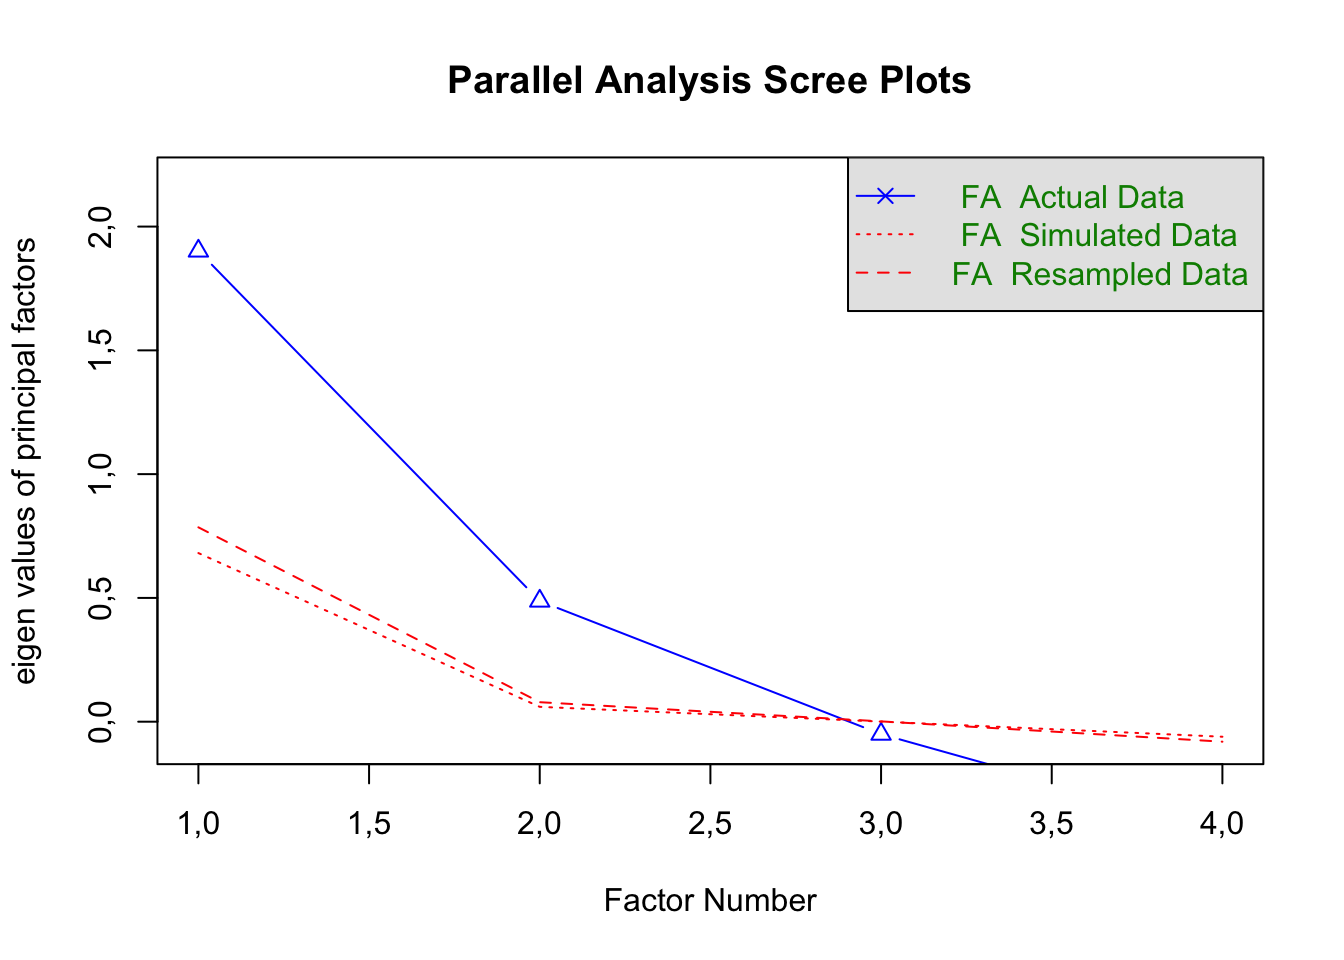 Parallel Analysis Scree Plots
FA Actual Data
FA Simulated Data
FA Resampled Data
eigen values of principal factors
2,0
1,5
1,0
0,5
0,0
1,0
1,5
2,0
2,5
3,0
3,5
4,0
Factor Number